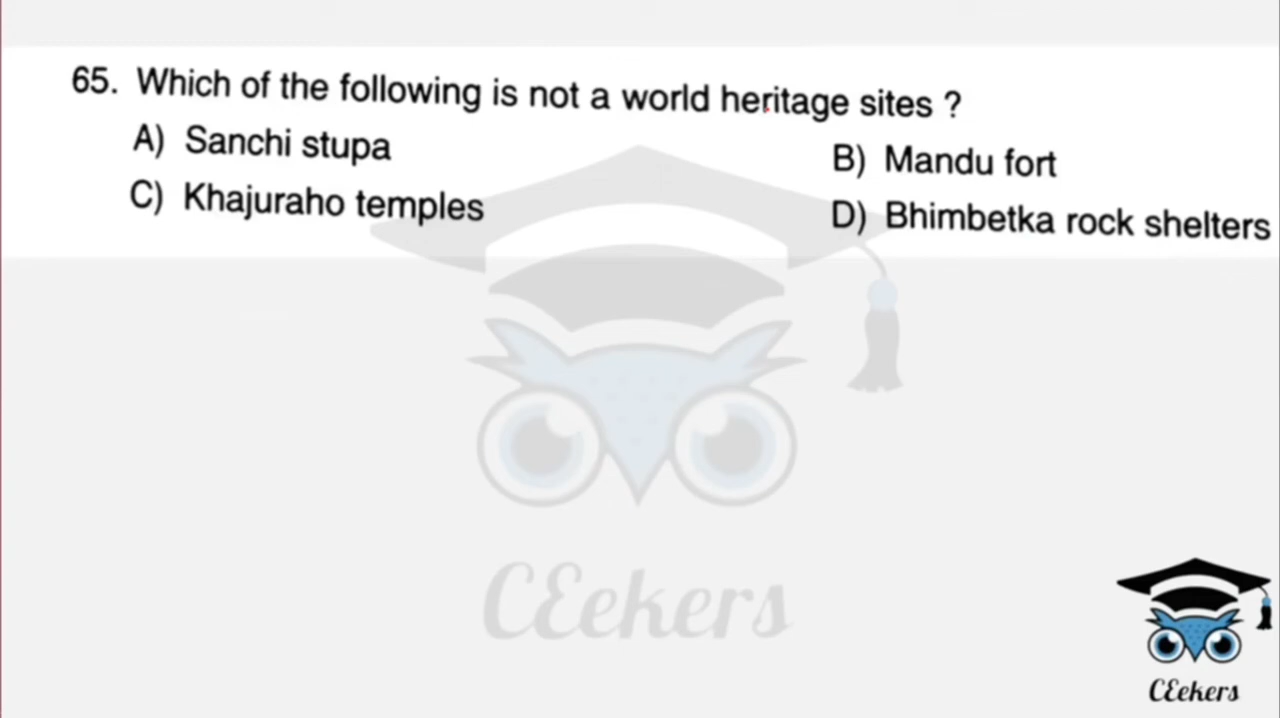 65. Which of the following is not a world heritage sites ?
A) Sanchi stupa
B) Mandu fort
C) Khajuraho temples
D) Bhimbetka rock shelters
CEekers
CEekers